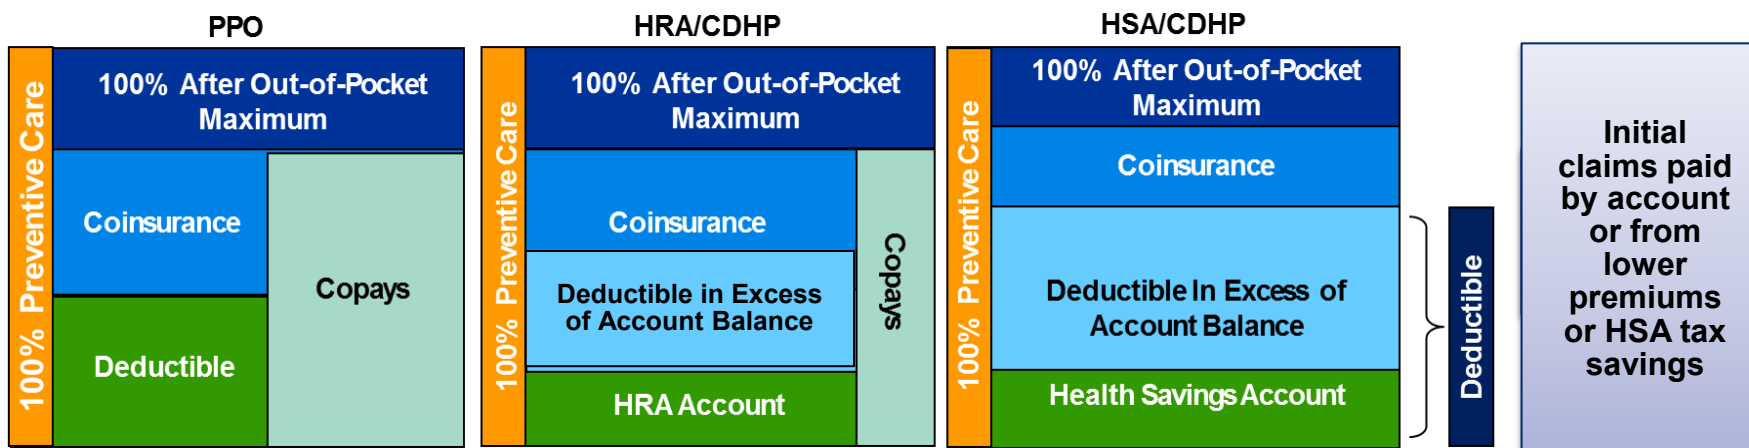 PPO
100% Preventive Care
100% After Out-of-Pocket
Maximum
Coinsurance
Copays
Deductible
HRA/CDHP
100% Preventive Care
100% After Out-of-Pocket
Maximum
Coinsurance
Copays
Deductible in Excess
of Account Balance
HRA Account
HSA/CDHP
100% Preventive Care
100% After Out-of-Pocket
Maximum
Coinsurance
Deductible In Excess of
Account Balance
Health Savings Account
Deductible
Initial
claims paid
by account
or from
lower
premiums
or HSA tax
savings